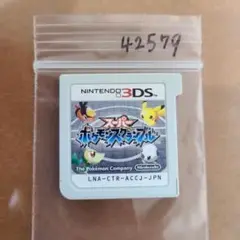 42579
NINTENDO 3DS
スーパー
ポケモンスクランブル
The Pokémon Company
Nintendo
LNA-CTR-ACCJ-JPN